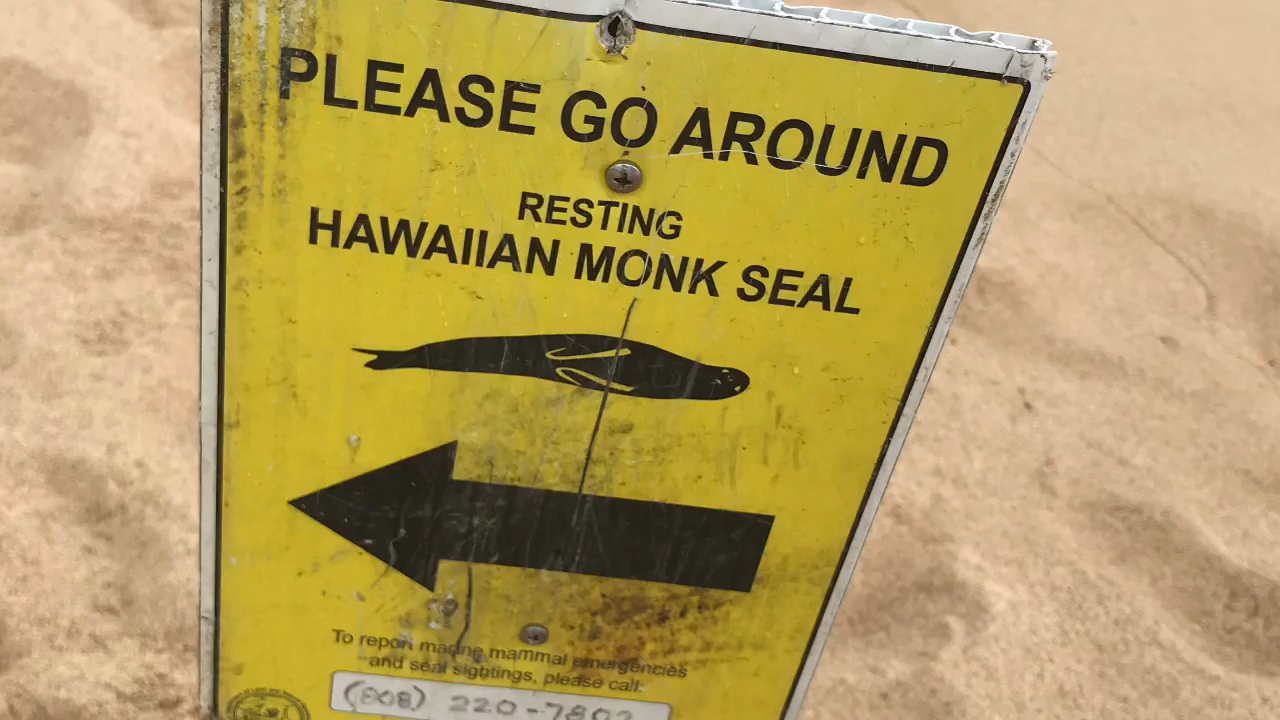 PLEASE GO AROUND
RESTING
HAWAIIAN MONK SEAL
To report marine mammal emergencies
and seal sightings, please call:
(808) 220-7802